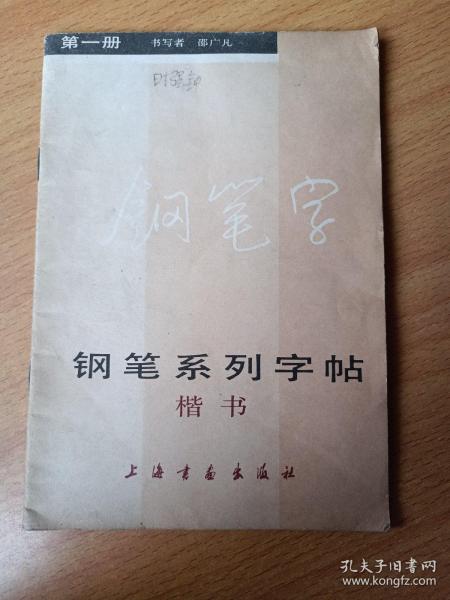 第一册 书写者 邵广凡
钢笔字
钢笔系列字帖
楷书
上海书画出版社
孔夫子旧书网
www.kongfz.com